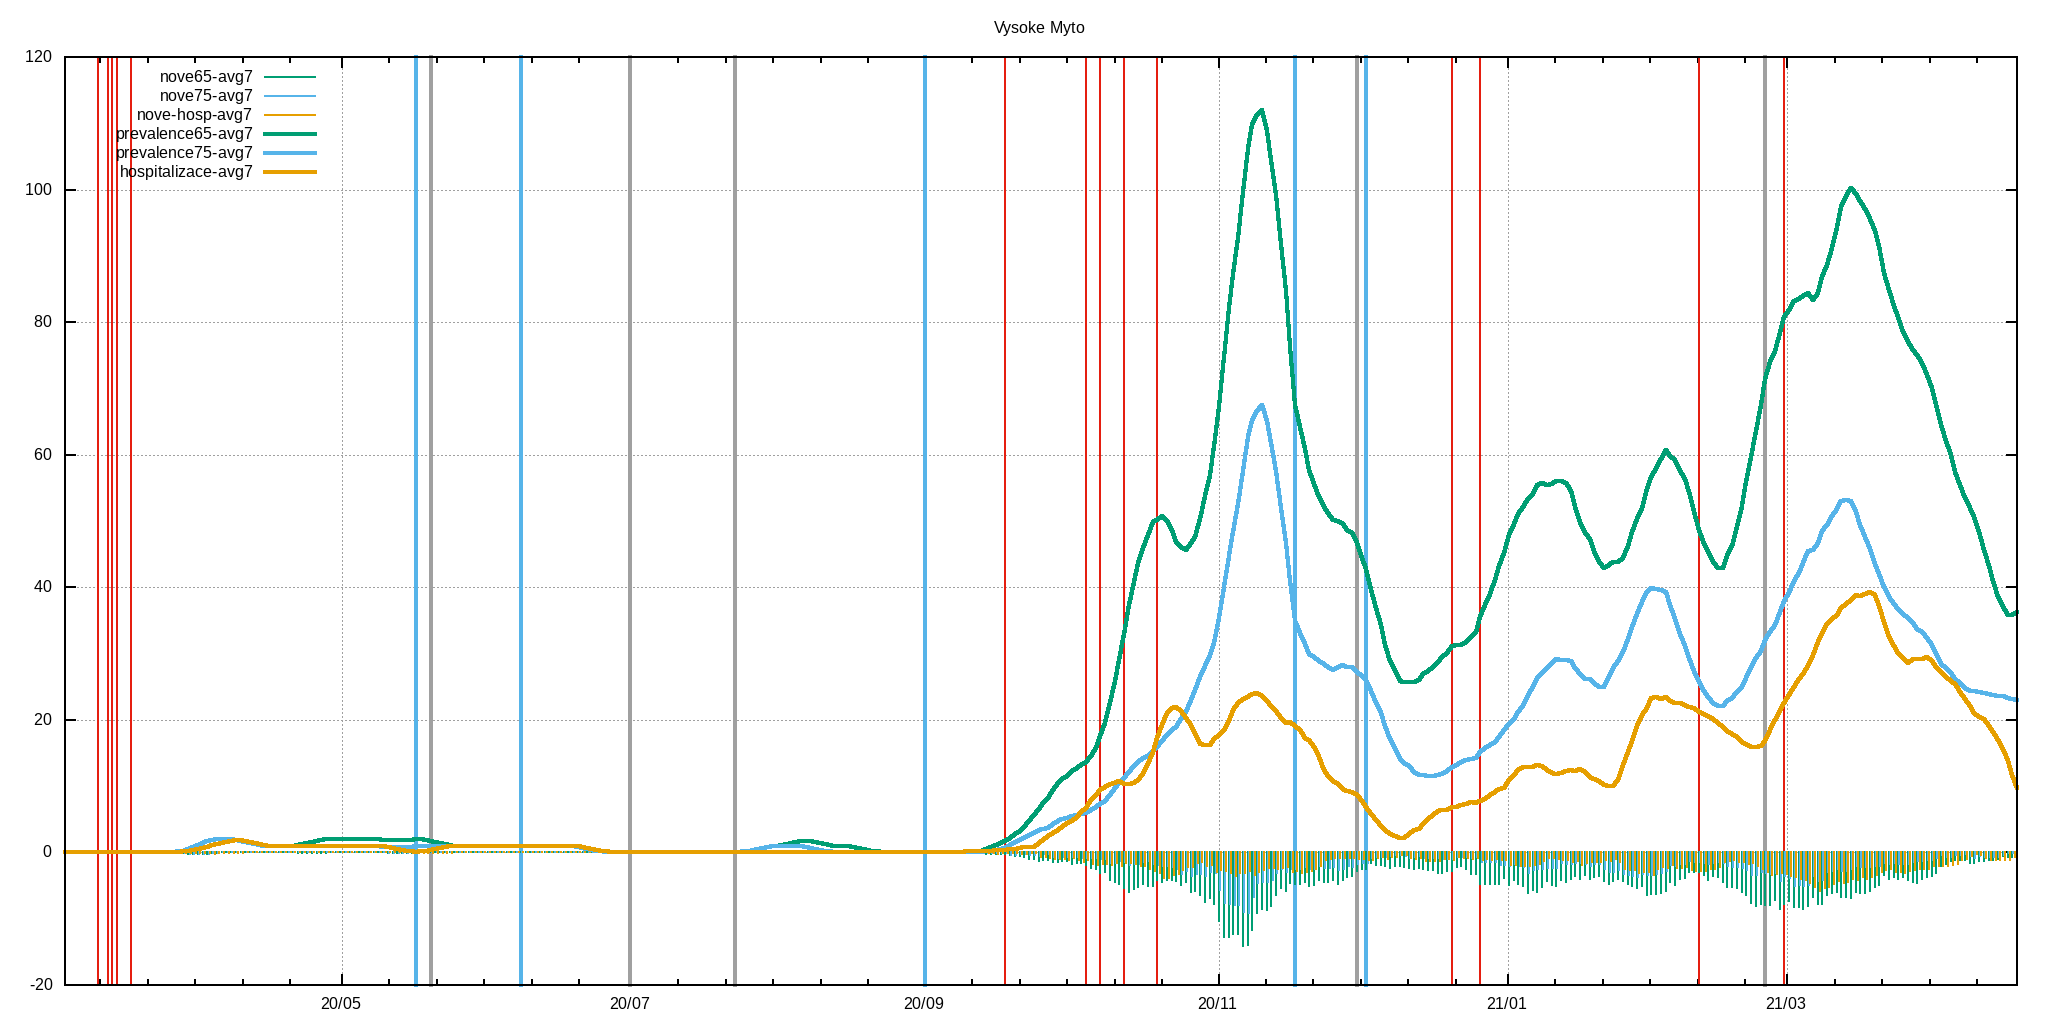 Vysoke Myto
120
100
80
60
40
20
0
-20
nove65-avg7
nove75-avg7
nove-hosp-avg7
prevalence65-avg7
prevalence75-avg7
hospitalizace-avg7
20/05
20/07
20/09
20/11
21/01
21/03